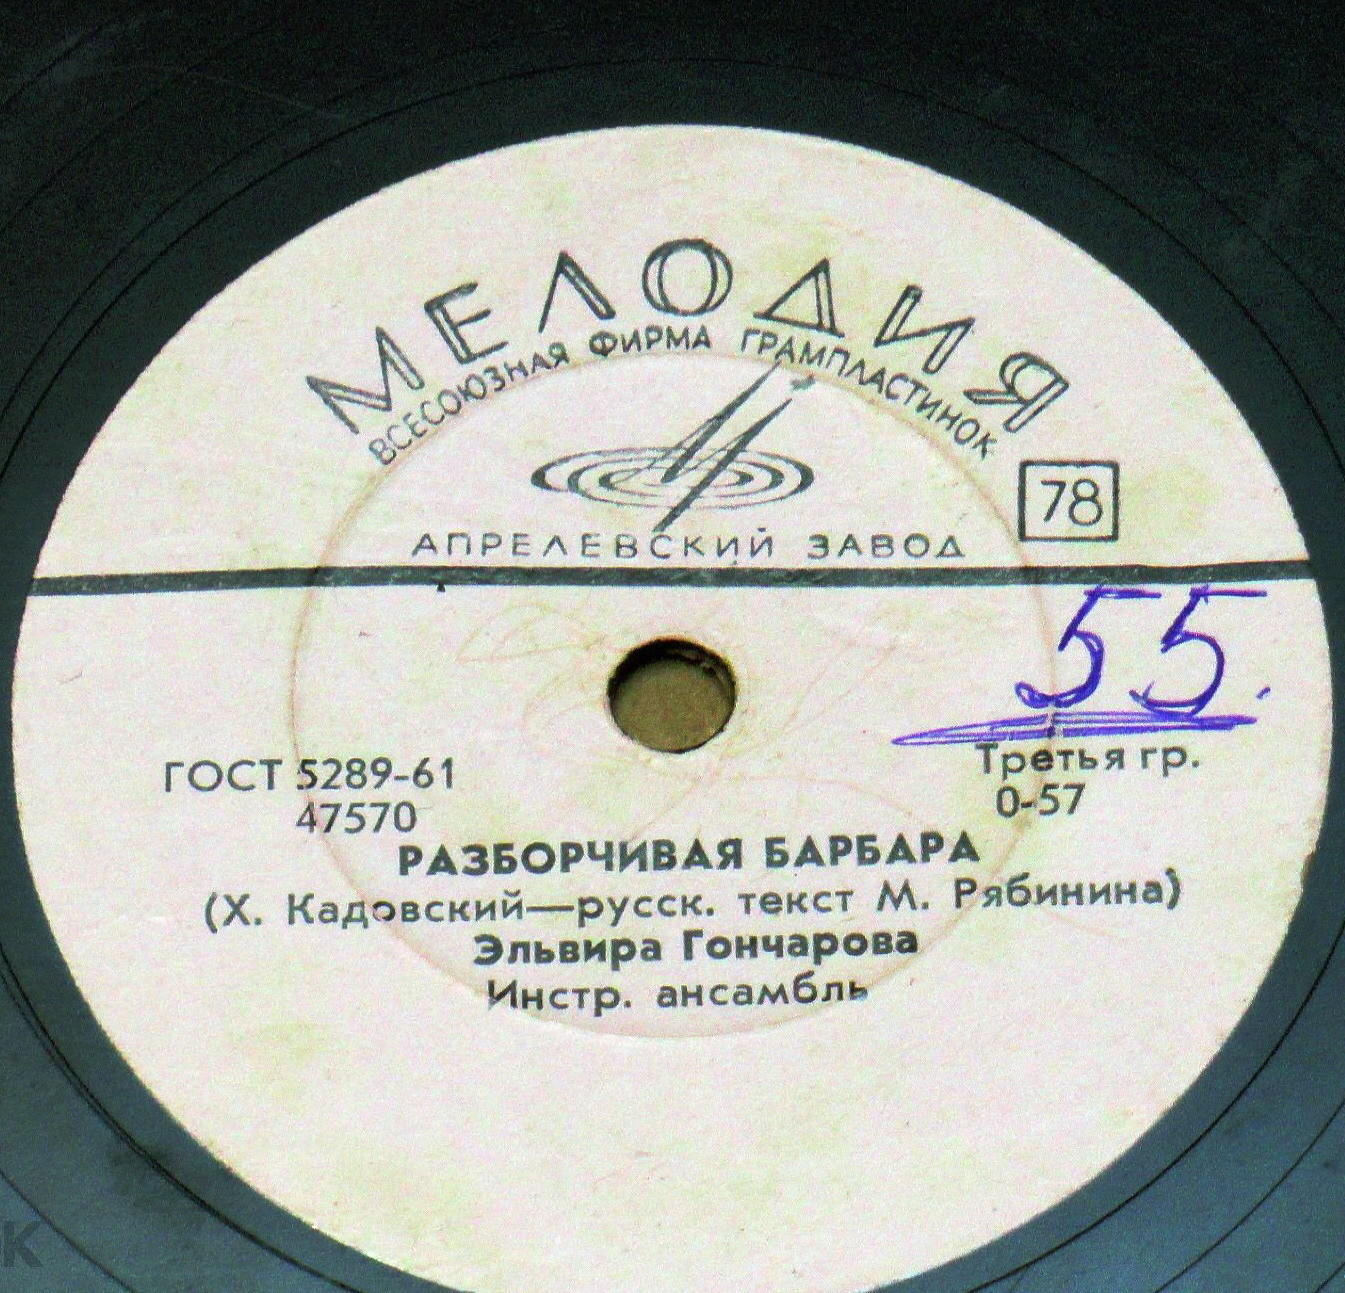 МЕЛОДИЯ
ВСЕСОЮЗНАЯ ФИРМА ГРАМПЛАСТИНОК
78
АПРЕЛЕВСКИЙ ЗАВОД
55.
ГОСТ 5289-61
Третья гр.
47570
0-57
РАЗБОРЧИВАЯ БАРБАРА
(Х. Кадовский—русск. текст М. Рябинина)
Эльвира Гончарова
Инстр. ансамбль